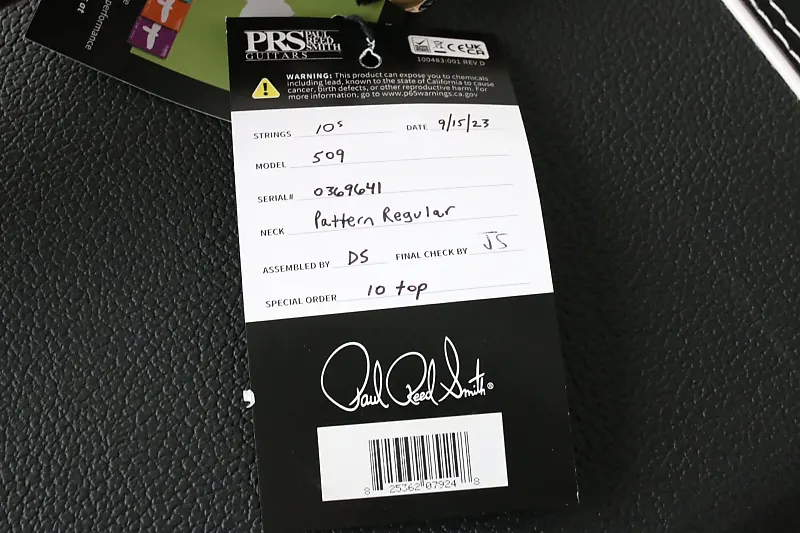 performance
at
PRS PAUL REED SMITH
GUITARS
CE UK CA
100483:001 REV D
WARNING: This product can expose you to chemicals
including lead, known to the state of California to cause
cancer, birth defects, or other reproductive harm. For
more information, go to www.p65warnings.ca.gov
STRINGS 10s DATE 9/15/23
MODEL 509
SERIAL# 0369641
NECK Pattern Regular
ASSEMBLED BY DS FINAL CHECK BY JS
SPECIAL ORDER 10 top
Paul Reed Smith®
8 25362 07924 8